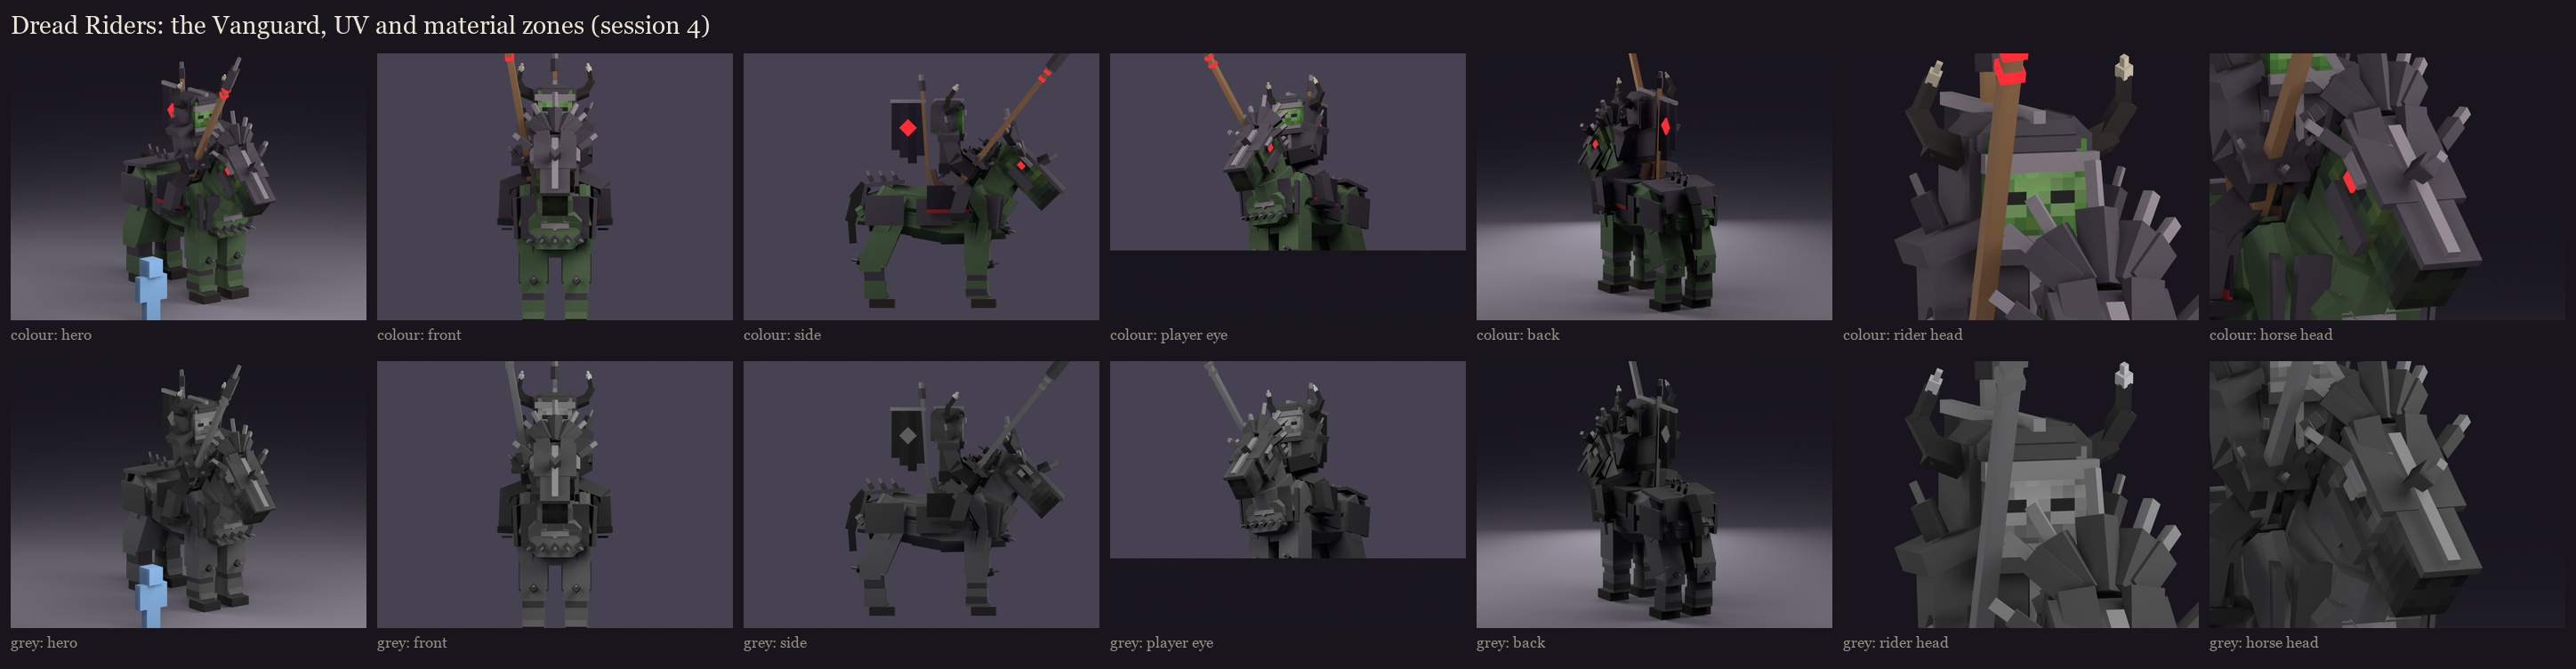 Dread Riders: the Vanguard, UV and material zones (session 4)
colour: hero
colour: front
colour: side
colour: player eye
colour: back
colour: rider head
colour: horse head
grey: hero
grey: front
grey: side
grey: player eye
grey: back
grey: rider head
grey: horse head